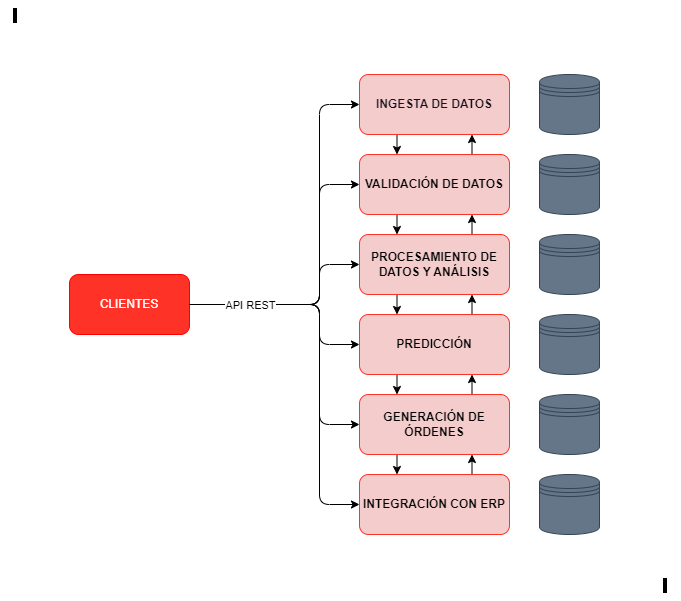 INGESTA DE DATOS
VALIDACIÓN DE DATOS
PROCESAMIENTO DE
DATOS Y ANÁLISIS
CLIENTES
API REST
PREDICCIÓN
GENERACIÓN DE
ÓRDENES
INTEGRACIÓN CON ERP